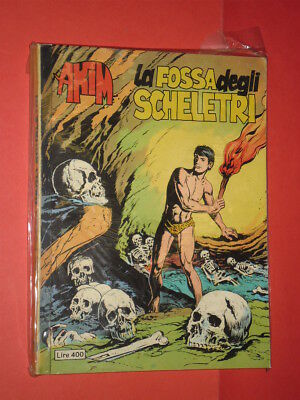 AKIM
La FOSSA degli
SCHELETRI
Lire 400